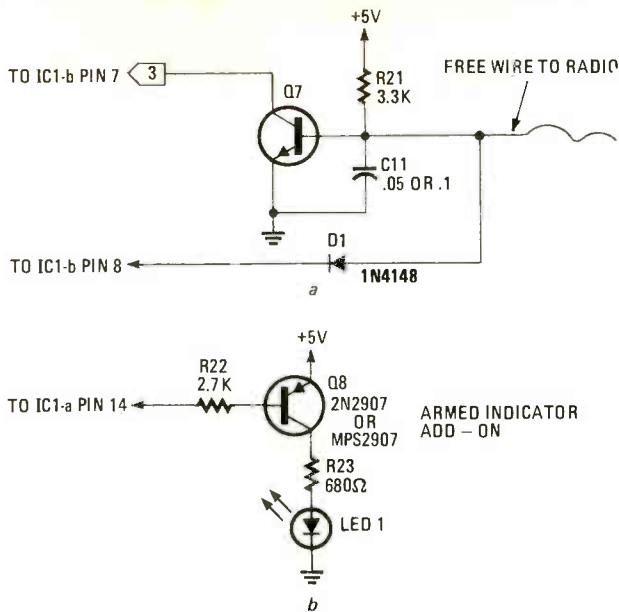 +5V
TO IC1-b PIN 7
3
Q7
R21
3.3K
FREE WIRE TO RADIO
C11
.05 OR .1
D1
1N4148
TO IC1-b PIN 8
a
+5V
R22
2.7K
TO IC1-a PIN 14
Q8
2N2907
OR
MPS2907
ARMED INDICATOR
ADD – ON
R23
680Ω
LED 1
b